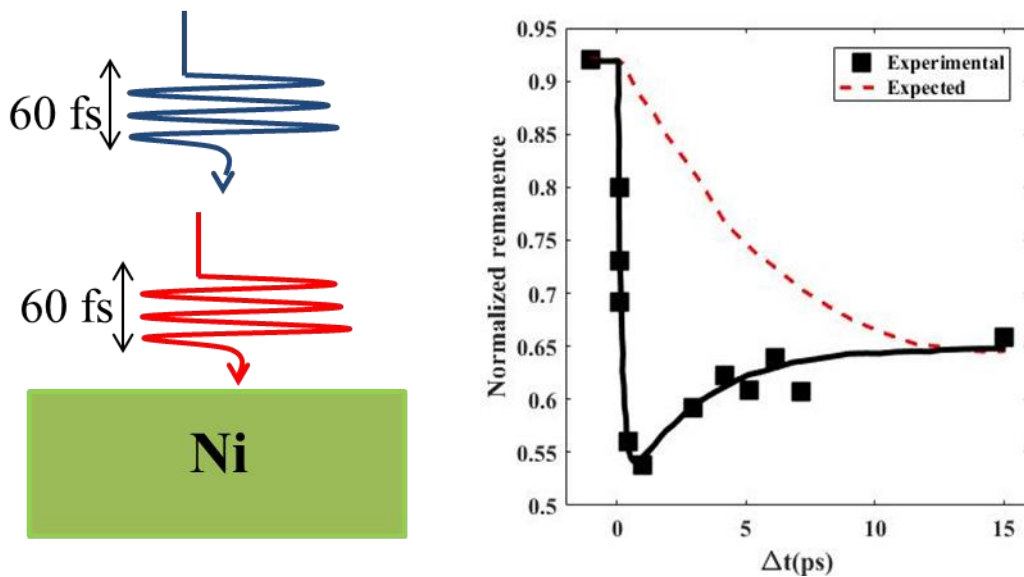 60 fs
60 fs
Ni
0.95
0.9
0.85
0.8
0.75
0.7
0.65
0.6
0.55
0.5
Normalized remanence
Experimental
Expected
0
5
10
15
Δt(ps)